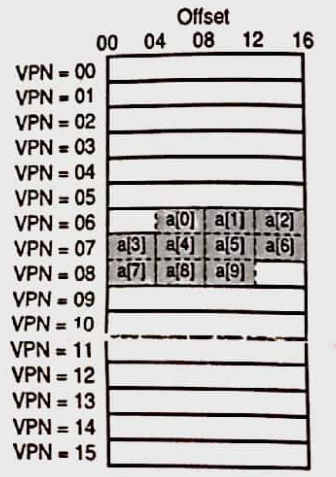 Offset
00 04 08 12 16
VPN = 00
VPN = 01
VPN = 02
VPN = 03
VPN = 04
VPN = 05
VPN = 06 a[0] a[1] a[2]
VPN = 07 a[3] a[4] a[5] a[6]
VPN = 08 a[7] a[8] a[9]
VPN = 09
VPN = 10
VPN = 11
VPN = 12
VPN = 13
VPN = 14
VPN = 15